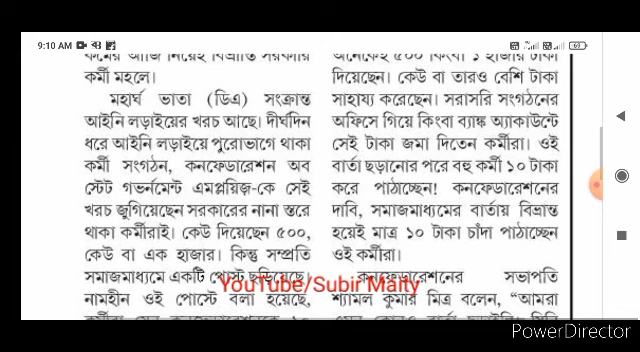 9:10 AM
কর্মী মহলে।
মহার্ঘ ভাতা (ডিএ) সংক্রান্ত
আইনি লড়াইয়ের খরচ আছে। দীর্ঘদিন
ধরে আইনি লড়াইয়ে পুরোভাগে থাকা
কর্মী সংগঠন, কনফেডারেশন অব
স্টেট গভর্নমেন্ট এমপ্লয়িজ়-কে সেই
খরচ জুগিয়েছেন সরকারের নানা স্তরে
থাকা কর্মীরাই। কেউ দিয়েছেন ৫০০,
কেউ বা এক হাজার। কিন্তু সম্প্রতি
সমাজমাধ্যমে একটি পোস্ট ছড়িয়েছে।
নামহীন ওই পোস্টে বলা হয়েছে,
অনেকেই ৫০০ কিংবা ১ হাজার টাকা
দিয়েছেন। কেউ বা তারও বেশি টাকা
সাহায্য করেছেন। সরাসরি সংগঠনের
অফিসে গিয়ে কিংবা ব্যাঙ্ক অ্যাকাউন্টে
সেই টাকা জমা দিতেন কর্মীরা। ওই
বার্তা ছড়ানোর পরে বহু কর্মী ১০ টাকা
করে পাঠাচ্ছেন! কনফেডারেশনের
দাবি, সমাজমাধ্যমের বার্তায় বিভ্রান্ত
হয়েই মাত্র ১০ টাকা চাঁদা পাঠাচ্ছেন
ওই কর্মীরা।
কনফেডারেশনের সভাপতি
শ্যামল কুমার মিত্র বলেন, “আমরা
YouTube/Subir Maity
PowerDirector